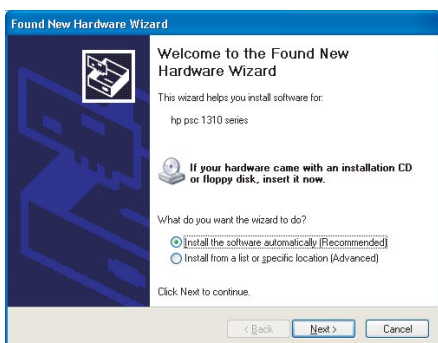 Found New Hardware Wizard
Welcome to the Found New
Hardware Wizard
This wizard helps you install software for:
hp psc 1310 series
If your hardware came with an installation CD
or floppy disk, insert it now.
What do you want the wizard to do?
Install the software automatically (Recommended)
Install from a list or specific location (Advanced)
Click Next to continue.
< Back Next > Cancel